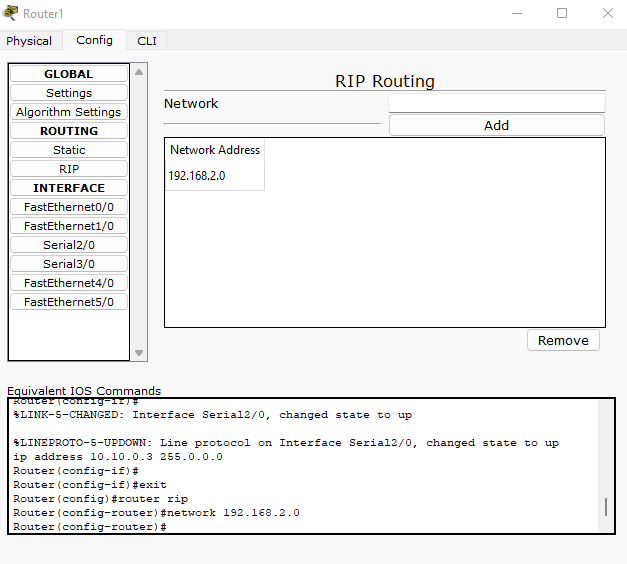 Router1
Physical Config CLI
GLOBAL
Settings
Algorithm Settings
ROUTING
Static
RIP
INTERFACE
FastEthernet0/0
FastEthernet1/0
Serial2/0
Serial3/0
FastEthernet4/0
FastEthernet5/0
RIP Routing
Network
Add
Network Address
192.168.2.0
Remove
Equivalent IOS Commands
Router(config-if)#
%LINK-5-CHANGED: Interface Serial2/0, changed state to up
%LINEPROTO-5-UPDOWN: Line protocol on Interface Serial2/0, changed state to up
ip address 10.10.0.3 255.0.0.0
Router(config-if)#
Router(config-if)#exit
Router(config)#router rip
Router(config-router)#network 192.168.2.0
Router(config-router)#